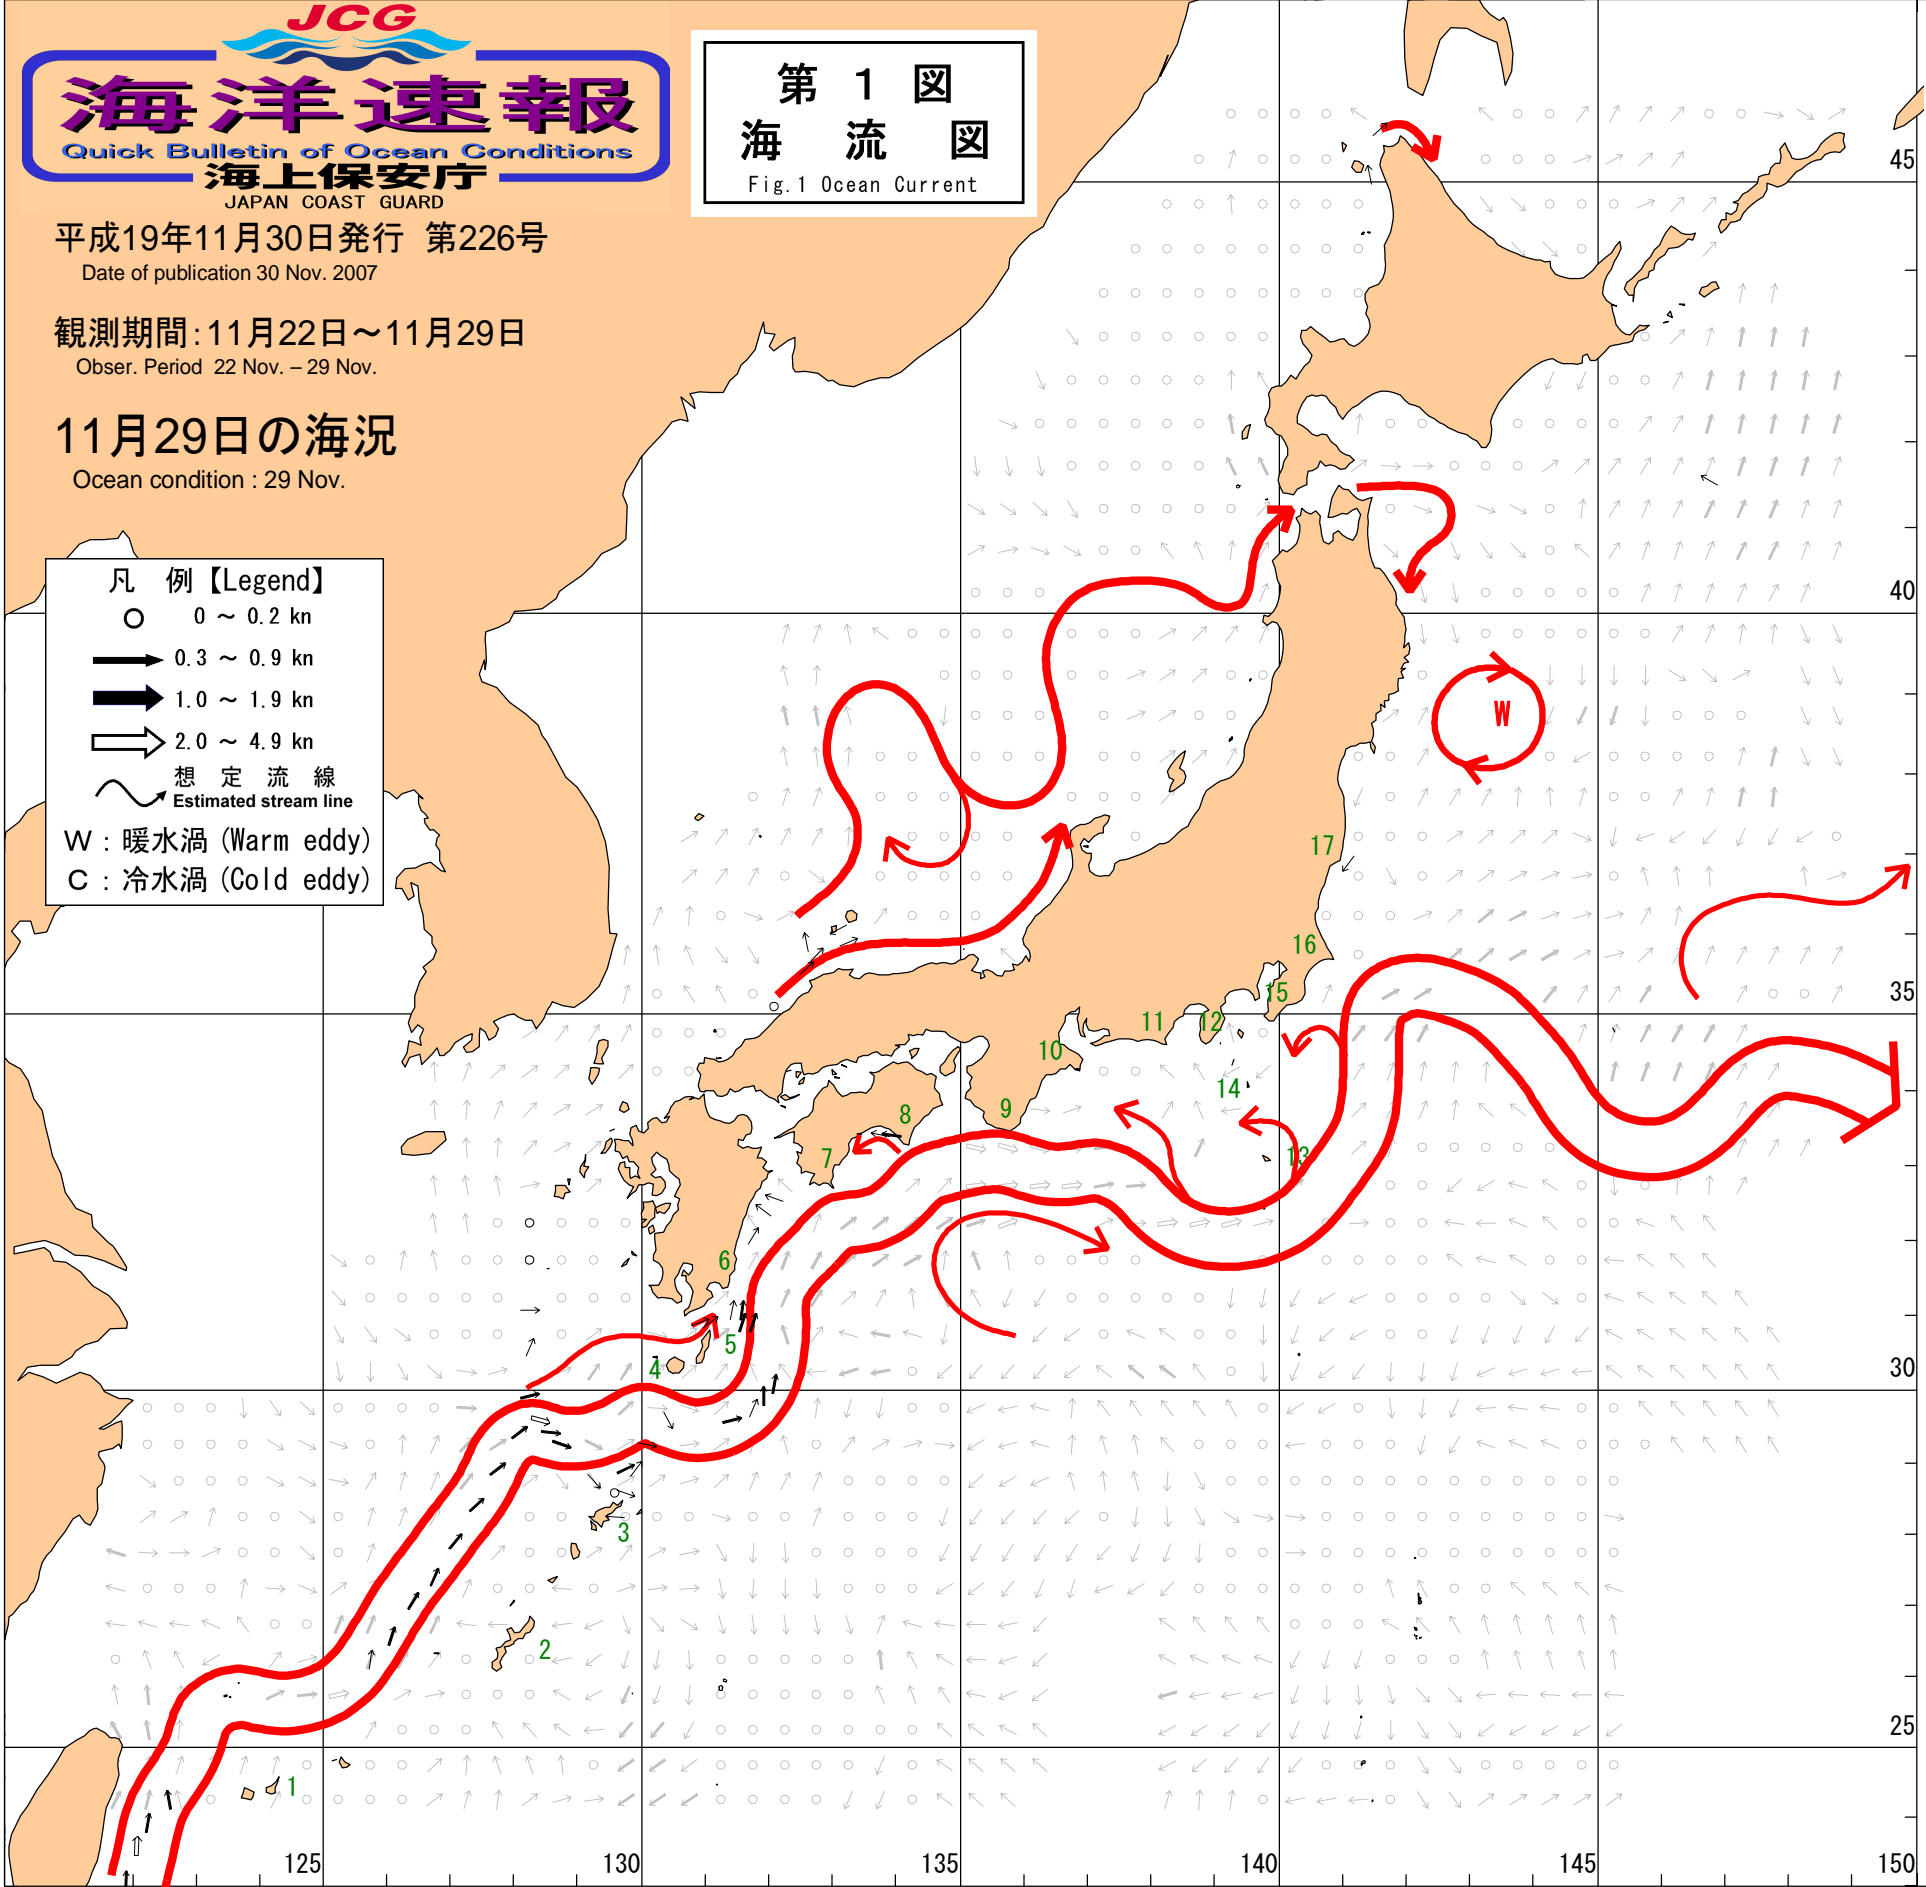 JCG
海洋速報
Quick Bulletin of Ocean Conditions
海上保安庁
JAPAN COAST GUARD
平成19年11月30日発行 第226号
Date of publication 30 Nov. 2007
観測期間:11月22日~11月29日
Obser. Period 22 Nov. – 29 Nov.
11月29日の海況
Ocean condition : 29 Nov.
第 1 図
海 流 図
Fig.1 Ocean Current
凡 例【Legend】
0 ~ 0.2 kn
0.3 ~ 0.9 kn
1.0 ~ 1.9 kn
2.0 ~ 4.9 kn
想 定 流 線
Estimated stream line
W : 暖水渦 (Warm eddy)
C : 冷水渦 (Cold eddy)
45
40
W
17
16
35
15
11
12
10
14
9
8
7
13
6
5
4
30
3
2
25
1
125
130
135
140
145
150